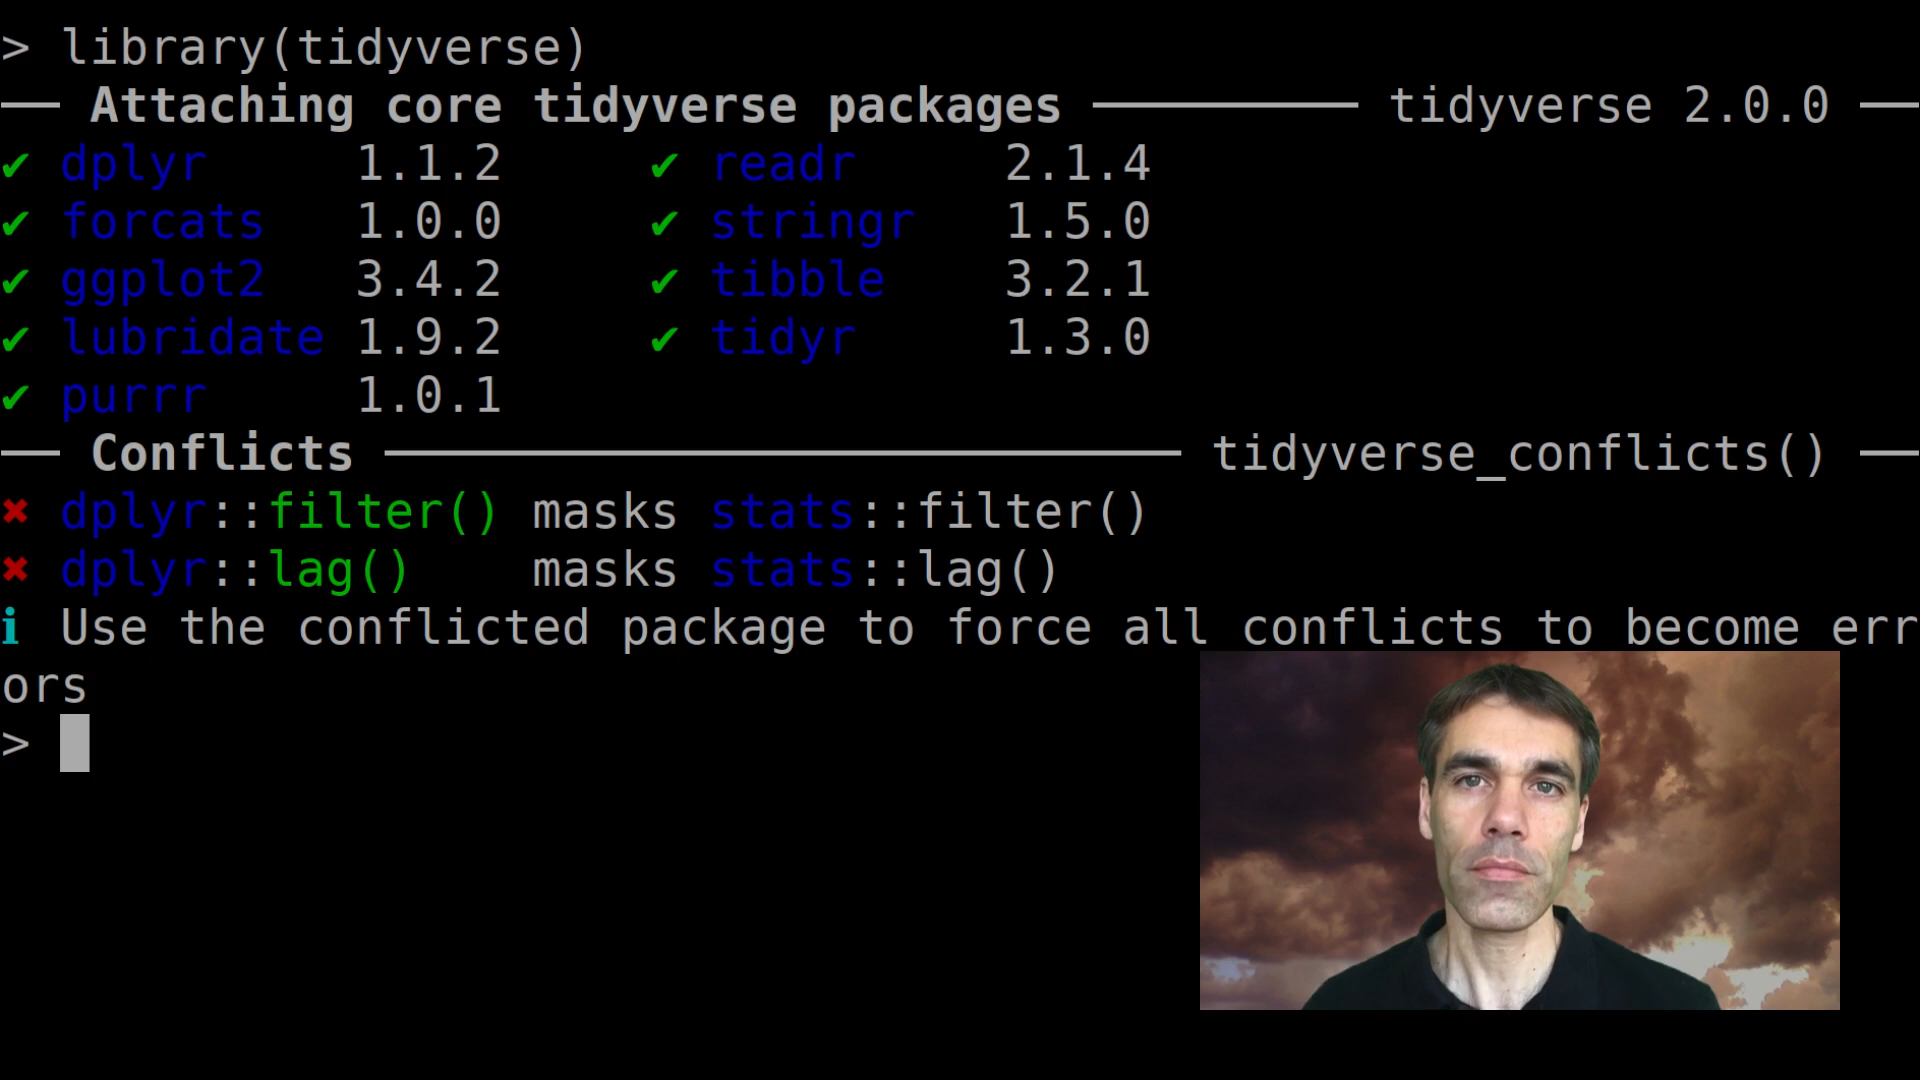 > library(tidyverse)
── Attaching core tidyverse packages ───────── tidyverse 2.0.0 ──
✔ dplyr     1.1.2     ✔ readr     2.1.4
✔ forcats   1.0.0     ✔ stringr   1.5.0
✔ ggplot2   3.4.2     ✔ tibble    3.2.1
✔ lubridate 1.9.2     ✔ tidyr     1.3.0
✔ purrr     1.0.1
── Conflicts ─────────────────────────── tidyverse_conflicts() ──
✖ dplyr::filter() masks stats::filter()
✖ dplyr::lag()    masks stats::lag()
ℹ Use the conflicted package to force all conflicts to become err
ors
>